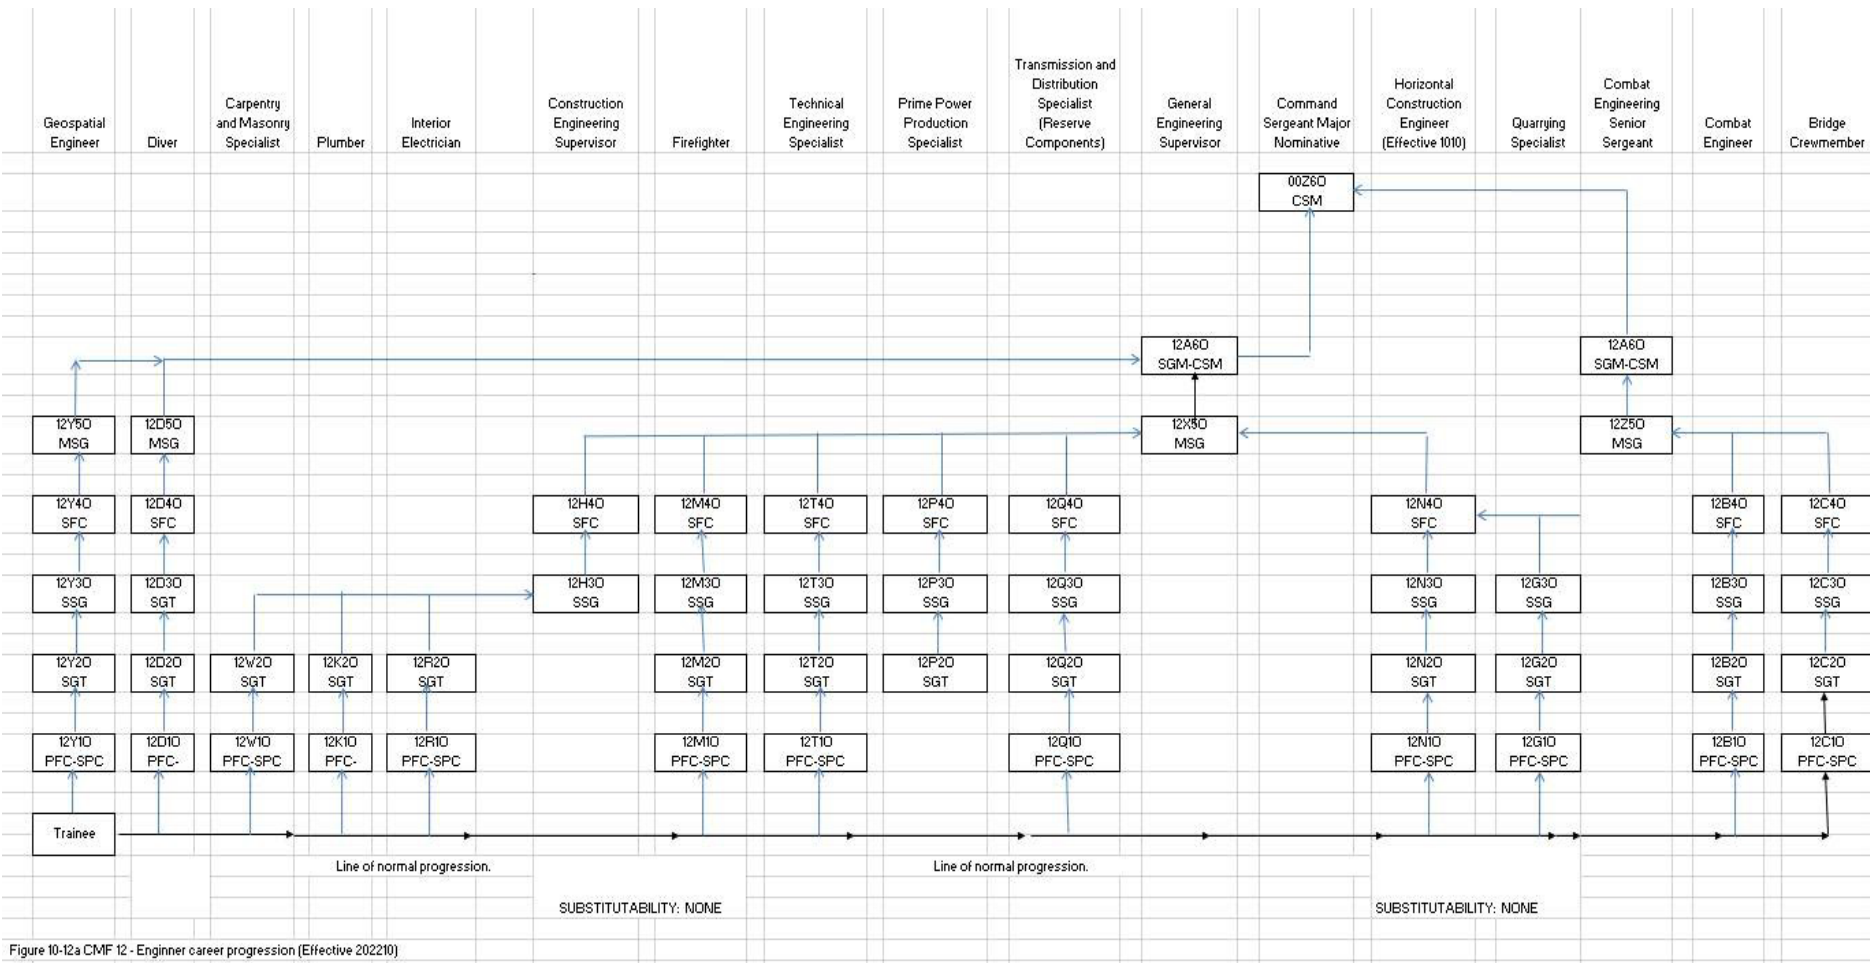 Geospatial
Engineer
Diver
Carpentry
and Masonry
Specialist
Plumber
Interior
Electrician
Construction
Engineering
Supervisor
Firefighter
Technical
Engineering
Specialist
Prime Power
Production
Specialist
Transmission and
Distribution
Specialist
(Reserve
Components)
General
Engineering
Supervisor
Command
Sergeant Major
Nominative
Horizontal
Construction
Engineer
(Effective 1010)
Quarrying
Specialist
Combat
Engineering
Senior
Sergeant
Combat
Engineer
Bridge
Crewmember
00Z6O
CSM
12A6O
SGM-CSM
12A6O
SGM-CSM
12Y5O
MSG
12D5O
MSG
12X5O
MSG
12Z5O
MSG
12Y4O
SFC
12D4O
SFC
12H4O
SFC
12M4O
SFC
12T4O
SFC
12P4O
SFC
12Q4O
SFC
12N4O
SFC
12B4O
SFC
12C4O
SFC
12Y3O
SSG
12D3O
SGT
12H3O
SSG
12M3O
SSG
12T3O
SSG
12P3O
SSG
12Q3O
SSG
12N3O
SSG
12G3O
SSG
12B3O
SSG
12C3O
SSG
12Y2O
SGT
12D2O
SGT
12W2O
SGT
12K2O
SGT
12R2O
SGT
12M2O
SGT
12T2O
SGT
12P2O
SGT
12Q2O
SGT
12N2O
SGT
12G2O
SGT
12B2O
SGT
12C2O
SGT
12Y1O
PFC-SPC
12D1O
PFC-
12W1O
PFC-SPC
12K1O
PFC-
12R1O
PFC-SPC
12M1O
PFC-SPC
12T1O
PFC-SPC
12Q1O
PFC-SPC
12N1O
PFC-SPC
12G1O
PFC-SPC
12B1O
PFC-SPC
12C1O
PFC-SPC
Trainee
Line of normal progression.
Line of normal progression.
SUBSTITUTABILITY: NONE
SUBSTITUTABILITY: NONE
Figure 10-12a CMF 12 - Enginner career progression (Effective 202210)